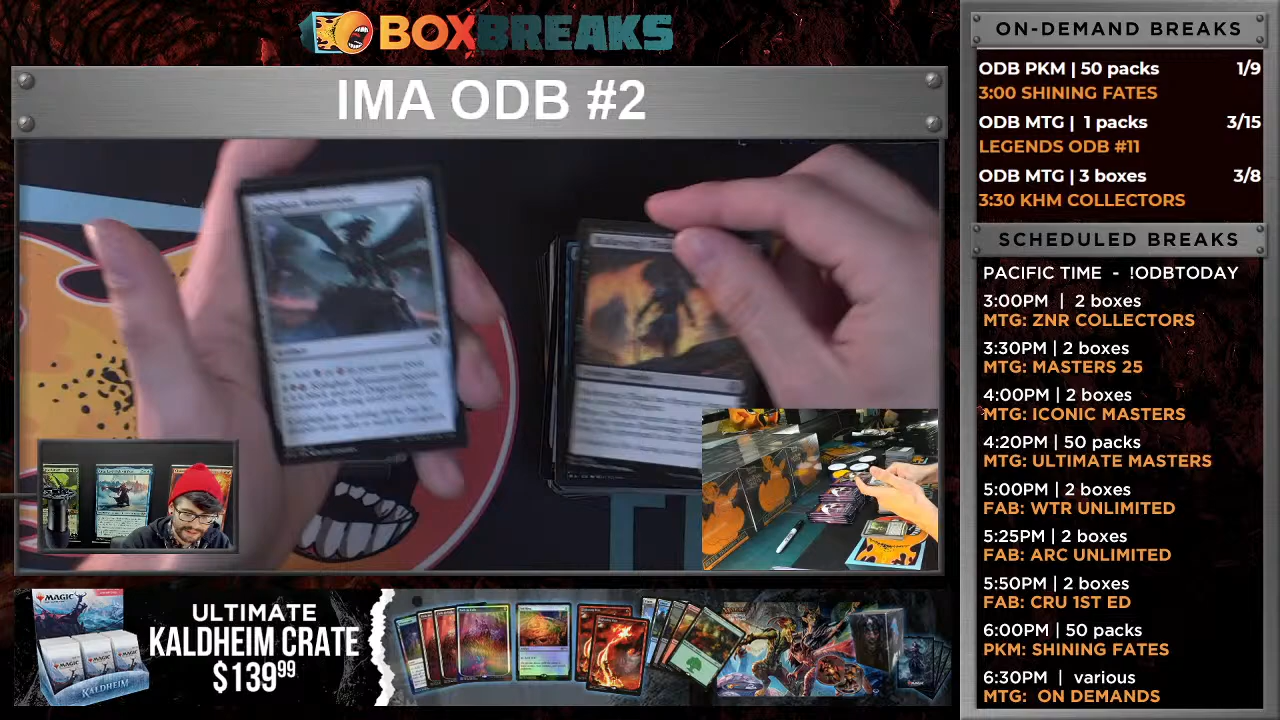 BOXBREAKS
IMA ODB #2
ON-DEMAND BREAKS
ODB PKM | 50 packs 1/9
3:00 SHINING FATES
ODB MTG | 1 packs 3/15
LEGENDS ODB #11
ODB MTG | 3 boxes 3/8
3:30 KHM COLLECTORS
SCHEDULED BREAKS
PACIFIC TIME - !ODBTODAY
3:00PM | 2 boxes
MTG: ZNR COLLECTORS
3:30PM | 2 boxes
MTG: MASTERS 25
4:00PM | 2 boxes
MTG: ICONIC MASTERS
4:20PM | 50 packs
MTG: ULTIMATE MASTERS
5:00PM | 2 boxes
FAB: WTR UNLIMITED
5:25PM | 2 boxes
FAB: ARC UNLIMITED
5:50PM | 2 boxes
FAB: CRU 1ST ED
6:00PM | 50 packs
PKM: SHINING FATES
6:30PM | various
MTG: ON DEMANDS
MAGIC
KALDHEIM
ULTIMATE
KALDHEIM CRATE
$139.99